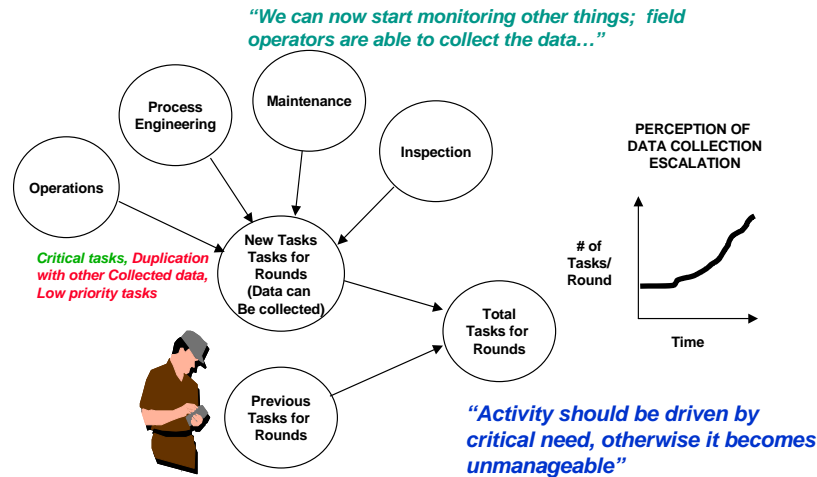 “We can now start monitoring other things;  field
operators are able to collect the data…”
Process
Engineering
Maintenance
Inspection
Operations
PERCEPTION OF
DATA COLLECTION
ESCALATION
# of
Tasks/
Round
Time
Critical tasks, Duplication
with other Collected data,
Low priority tasks
New Tasks
Tasks for
Rounds
(Data can
Be collected)
Total
Tasks for
Rounds
Previous
Tasks for
Rounds
“Activity should be driven by
critical need, otherwise it becomes
unmanageable”